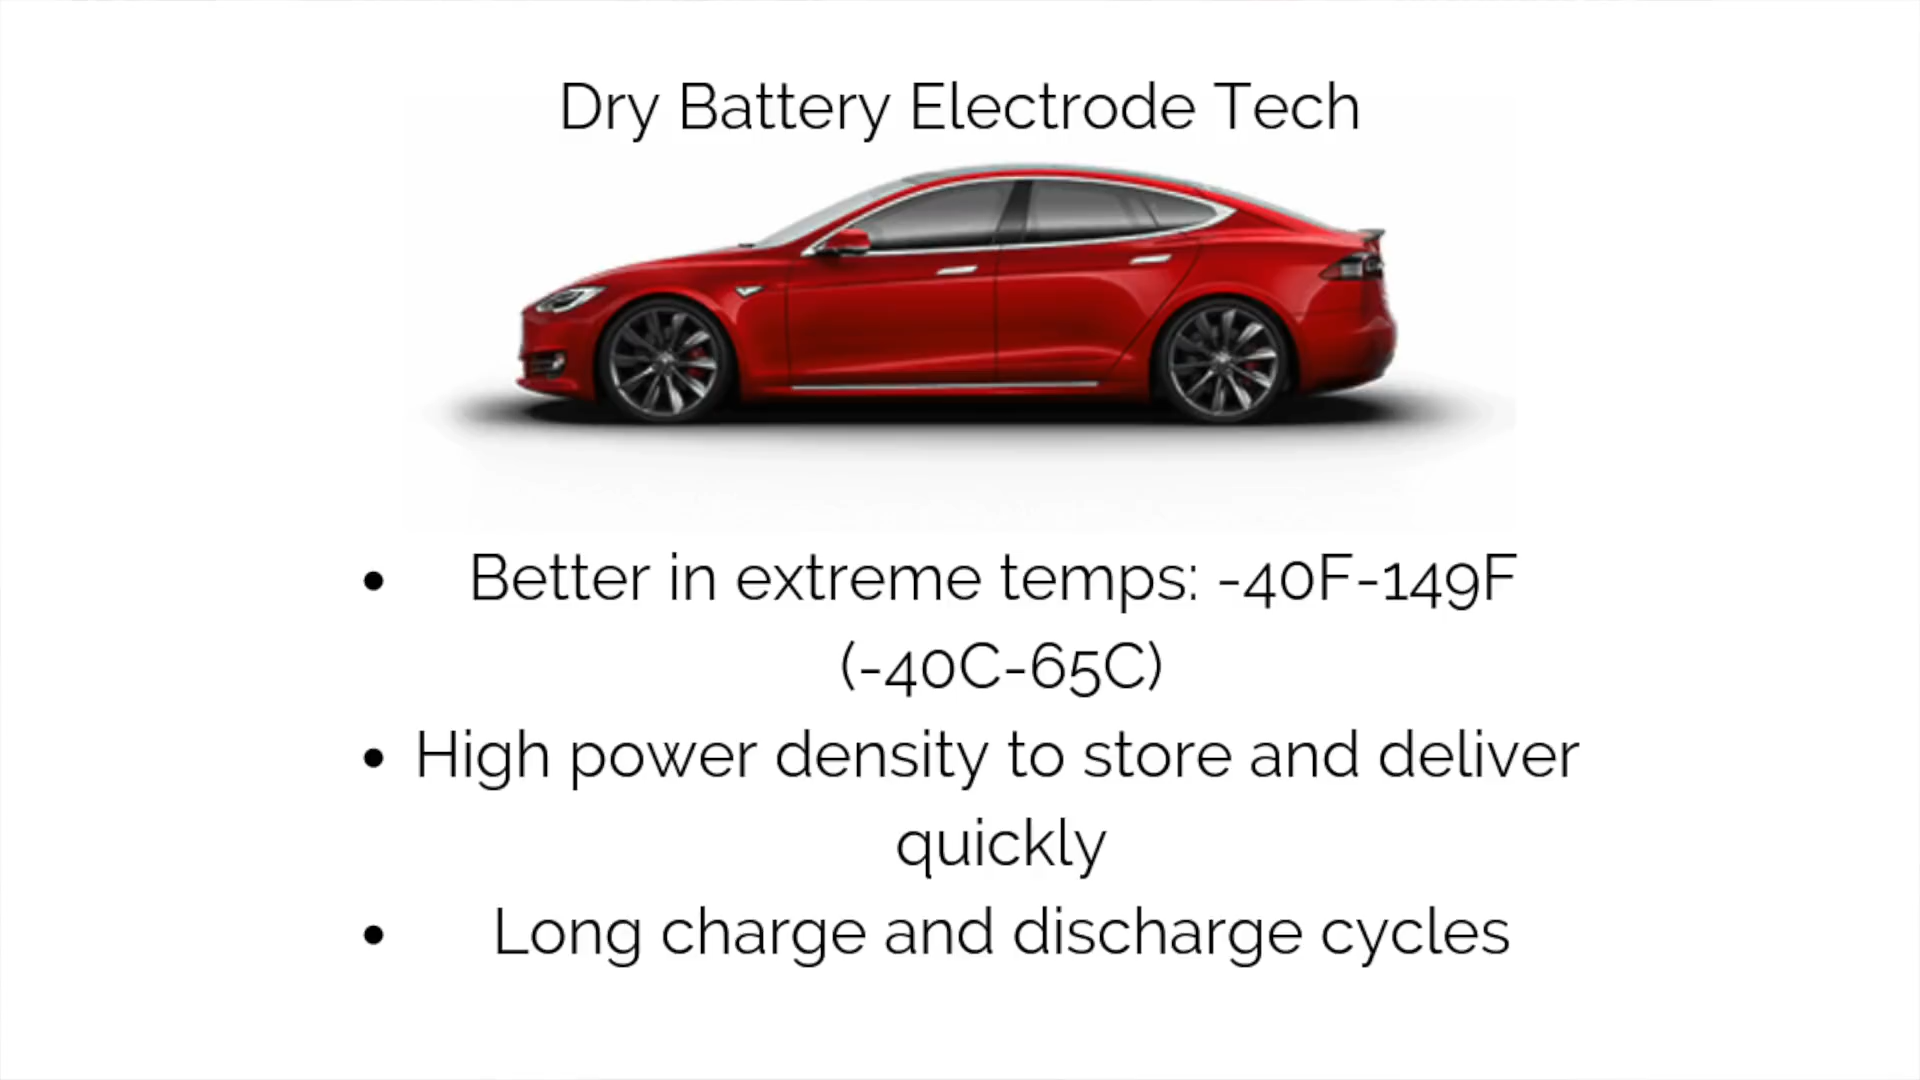 Dry Battery Electrode Tech
• Better in extreme temps: -40F-149F
(-40C-65C)
• High power density to store and deliver
quickly
• Long charge and discharge cycles